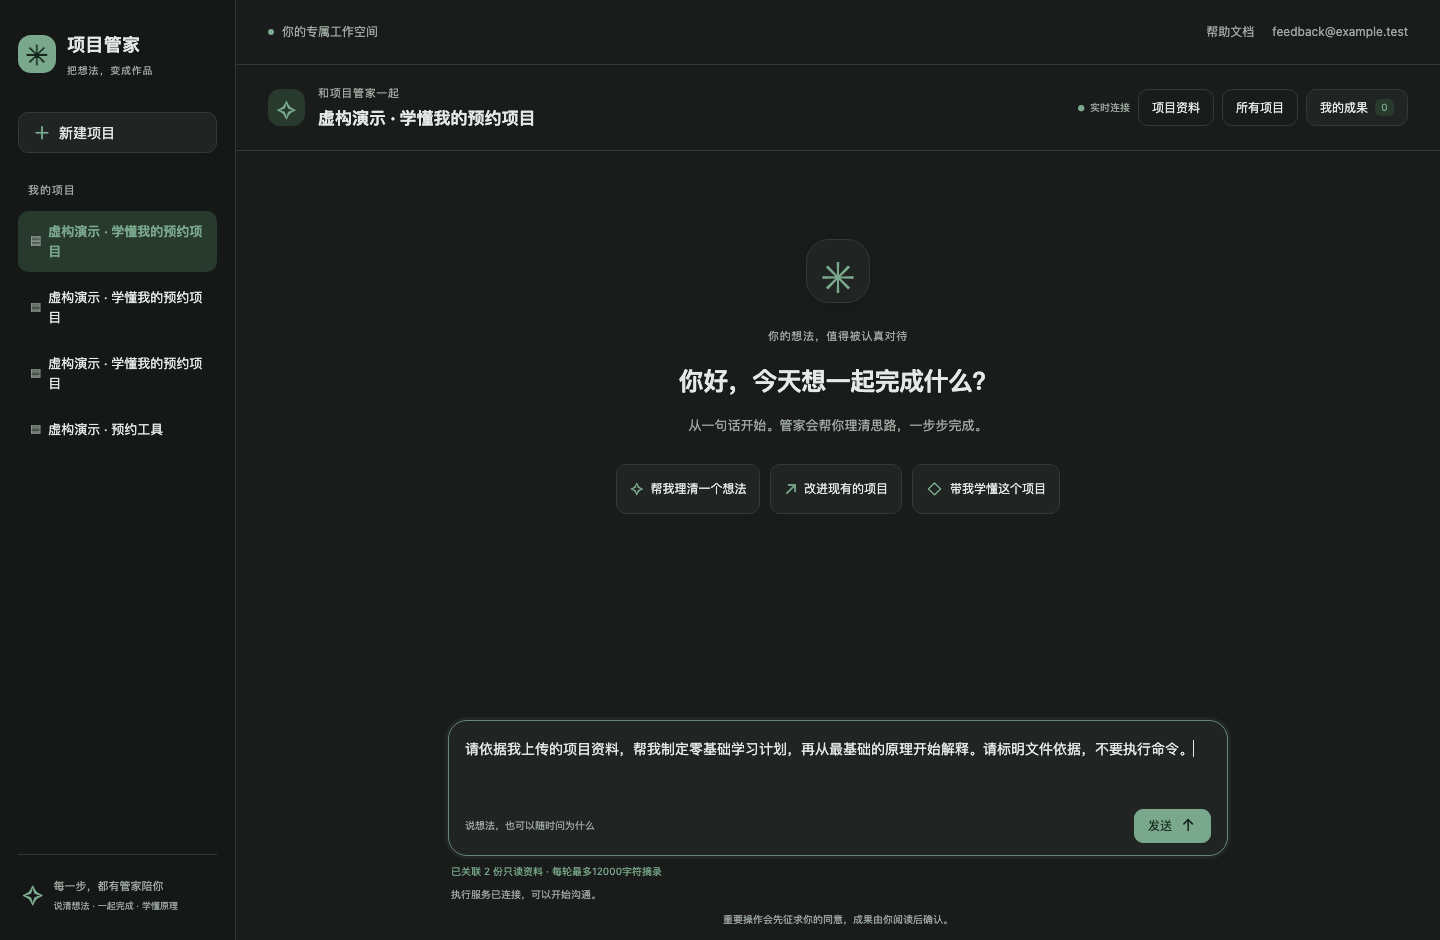 项目管家
把想法，变成作品
新建项目
我的项目
虚构演示 · 学懂我的预约项
目
虚构演示 · 学懂我的预约项
目
虚构演示 · 学懂我的预约项
目
虚构演示 · 预约工具
每一步，都有管家陪你
说清想法 · 一起完成 · 学懂原理
你的专属工作空间
帮助文档
feedback@example.test
和项目管家一起
虚构演示 · 学懂我的预约项目
实时连接
项目资料
所有项目
我的成果 0
你的想法，值得被认真对待
你好，今天想一起完成什么？
从一句话开始。管家会帮你理清思路，一步步完成。
帮我理清一个想法
改进现有的项目
带我学懂这个项目
请依据我上传的项目资料，帮我制定零基础学习计划，再从最基础的原理开始解释。请标明文件依据，不要执行命令。
说想法，也可以随时问为什么
发送
已关联 2 份只读资料 · 每轮最多12000字符摘录
执行服务已连接，可以开始沟通。
重要操作会先征求你的同意，成果由你阅读后确认。